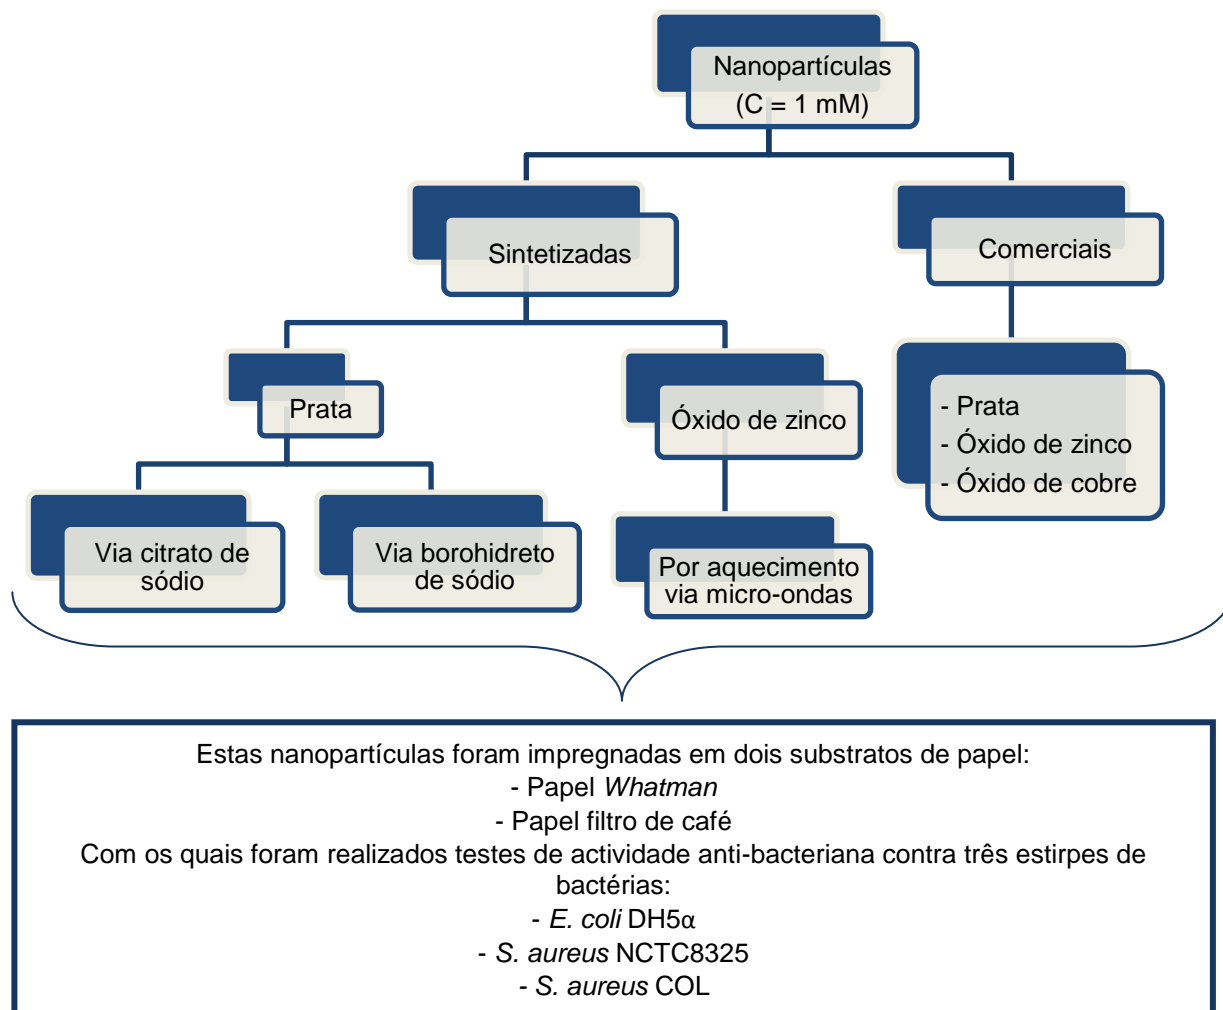 Nanopartículas
(C = 1 mM)
Sintetizadas
Comerciais
Prata
Óxido de zinco
- Prata
- Óxido de zinco
- Óxido de cobre
Via citrato de
sódio
Via borohidreto
de sódio
Por aquecimento
via micro-ondas
Estas nanopartículas foram impregnadas em dois substratos de papel:
- Papel Whatman
- Papel filtro de café
Com os quais foram realizados testes de actividade anti-bacteriana contra três estirpes de
bactérias:
- E. coli DH5α
- S. aureus NCTC8325
- S. aureus COL